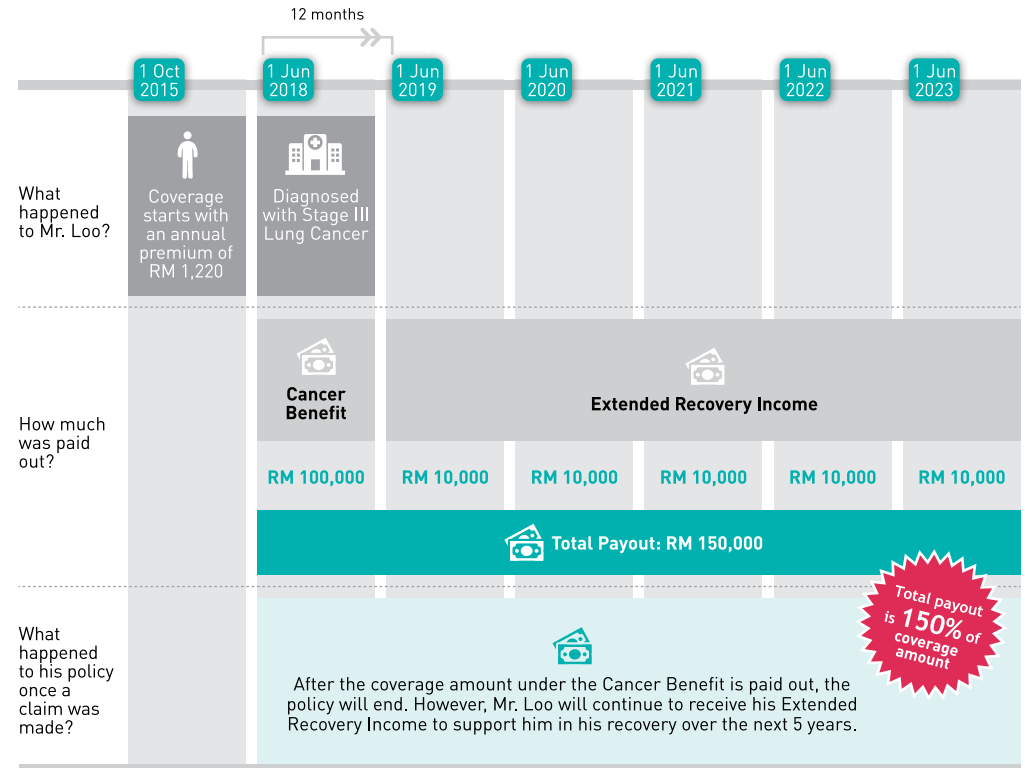 12 months
1 Oct
2015
1 Jun
2018
1 Jun
2019
1 Jun
2020
1 Jun
2021
1 Jun
2022
1 Jun
2023
What
happened
to Mr. Loo?
Coverage
starts with
an annual
premium of
RM 1,220
Diagnosed
with Stage III
Lung Cancer
How much
was paid
out?
Cancer
Benefit
Extended Recovery Income
RM 100,000
RM 10,000
RM 10,000
RM 10,000
RM 10,000
RM 10,000
Total Payout: RM 150,000
Total payout
is 150% of
coverage
amount
What
happened
to his policy
once a
claim was
made?
After the coverage amount under the Cancer Benefit is paid out, the
policy will end. However, Mr. Loo will continue to receive his Extended
Recovery Income to support him in his recovery over the next 5 years.